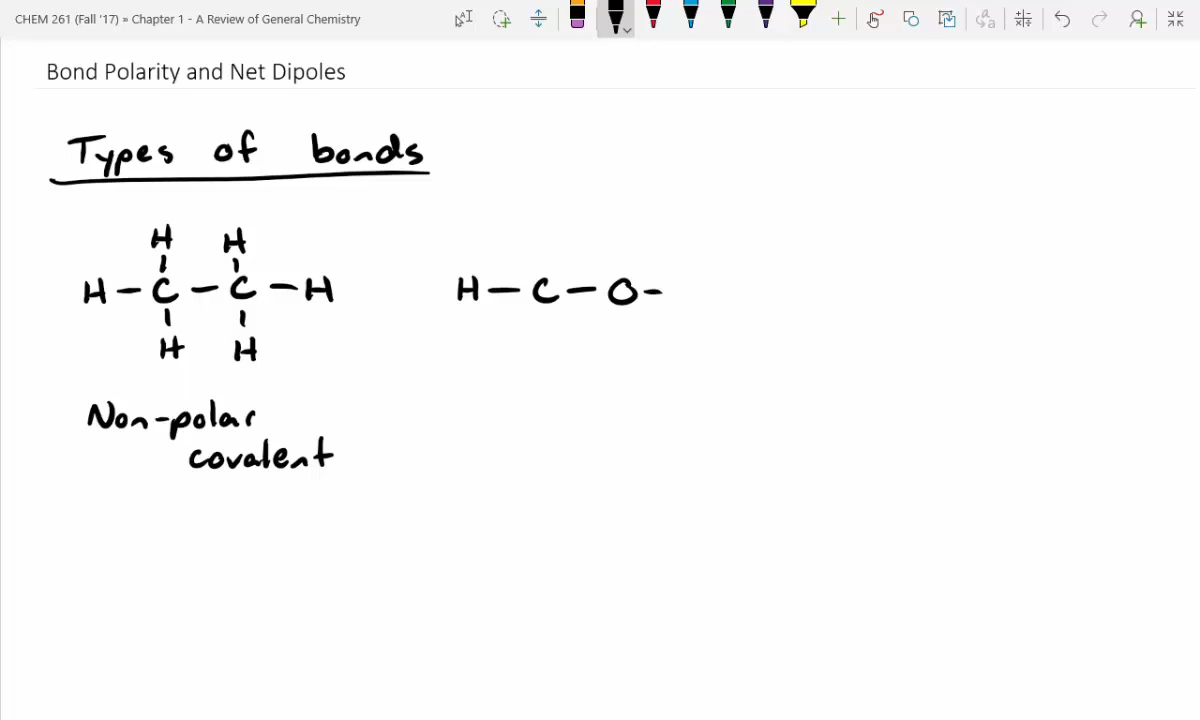 CHEM 261 (Fall '17) » Chapter 1 - A Review of General Chemistry
Bond Polarity and Net Dipoles
Types of bonds
H H
H - C - C - H
H H
H - C - O -
Non-polar
covalent